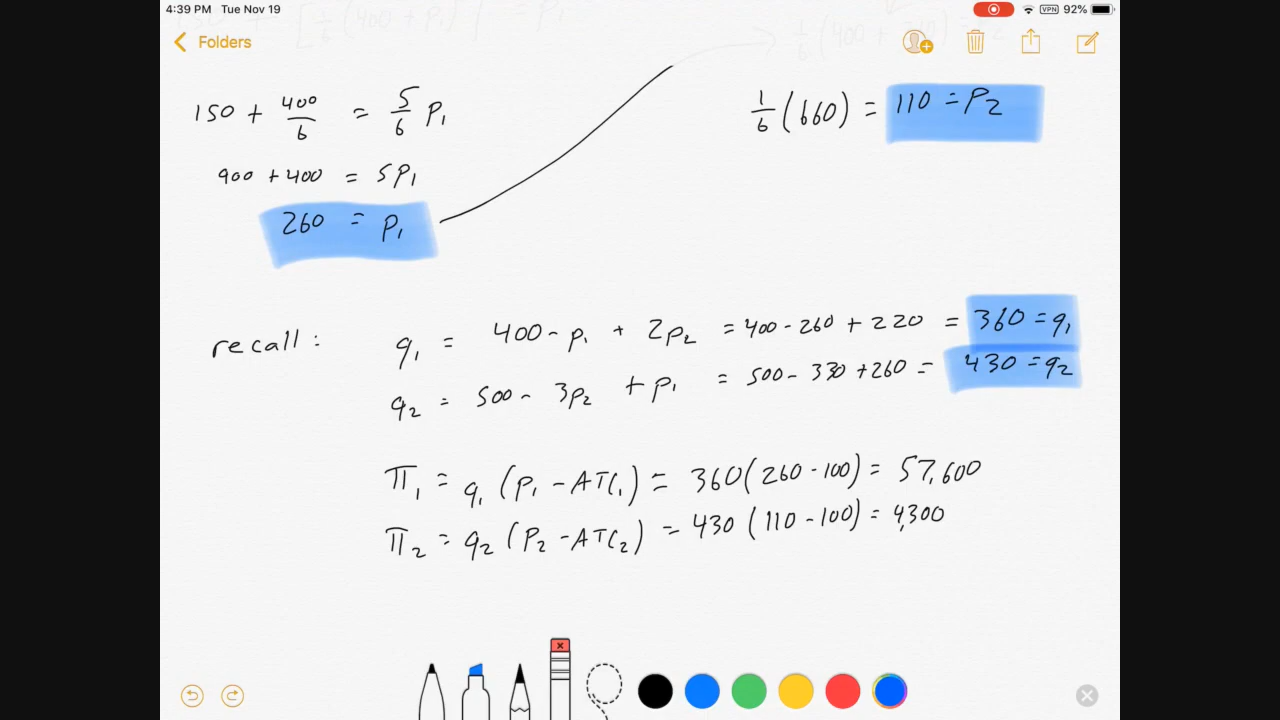 4:39 PM Tue Nov 19
VPN 92%
Folders
150 + 400/6 = 5/6 P₁
900 + 400 = 5P₁
260 = P₁
1/6 (660) = 110 = P₂
recall : q₁ = 400 - p₁ + 2p₂ = 400 - 260 + 220 = 360 = q₁
q₂ = 500 - 3p₂ + p₁ = 500 - 330 + 260 = 430 = q₂
π₁ = q₁ (P₁ - ATC₁) = 360(260 - 100) = 57,600
π₂ = q₂ (P₂ - ATC₂) = 430 (110 - 100) = 4,300